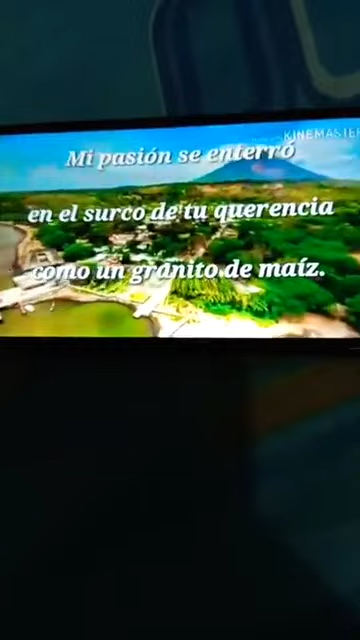 KINEMASTER
Mi pasión se enterró
en el surco de tu querencia
como un granito de maíz.